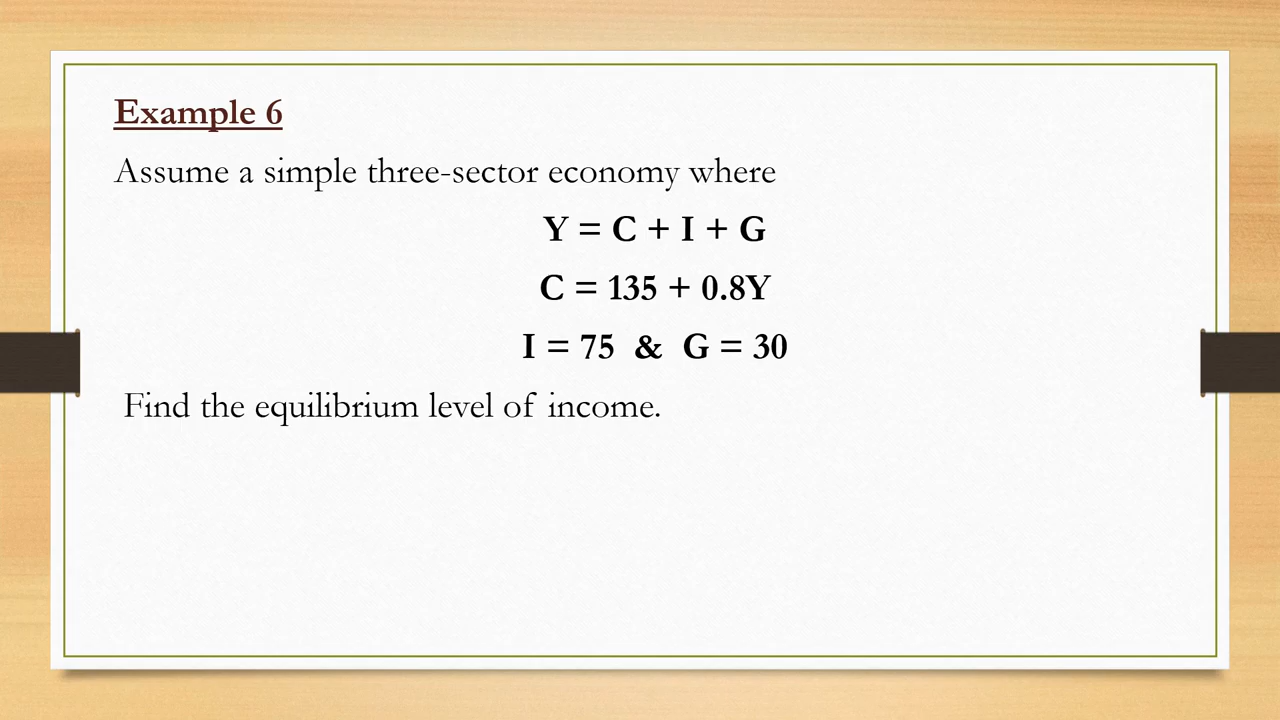 Example 6
Assume a simple three-sector economy where
Y = C + I + G
C = 135 + 0.8Y
I = 75 & G = 30
Find the equilibrium level of income.